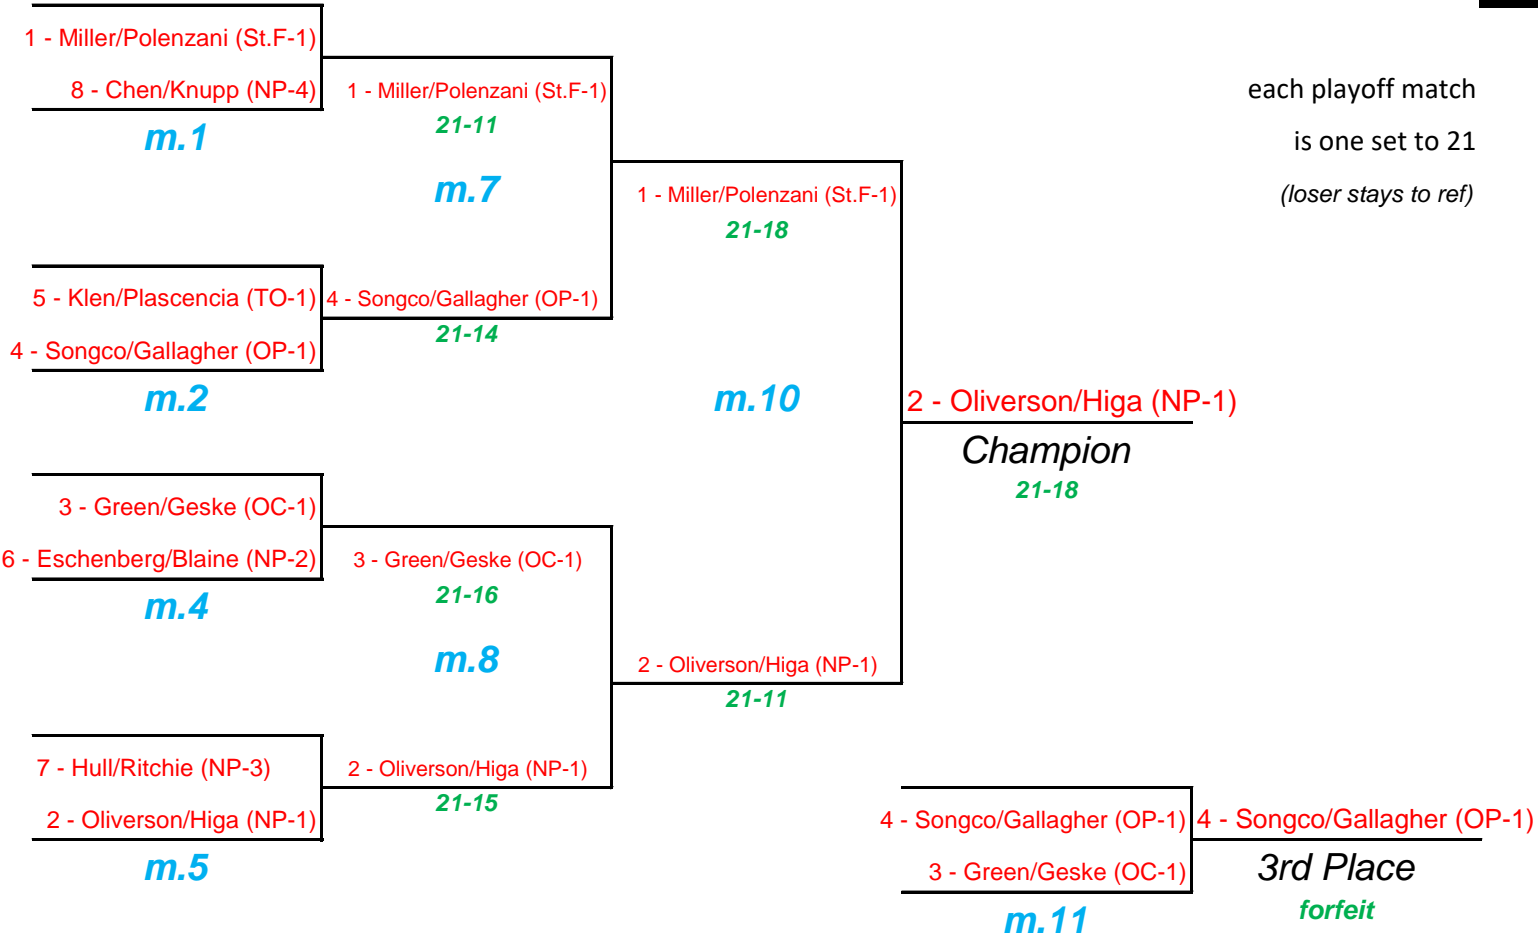 1 - Miller/Polenzani (St.F-1)
8 - Chen/Knupp (NP-4)
m.1
1 - Miller/Polenzani (St.F-1)
21-11
m.7
each playoff match
is one set to 21
(loser stays to ref)
1 - Miller/Polenzani (St.F-1)
21-18
5 - Klen/Plascencia (TO-1)
4 - Songco/Gallagher (OP-1)
m.2
4 - Songco/Gallagher (OP-1)
21-14
m.10
2 - Oliverson/Higa (NP-1)
Champion
21-18
3 - Green/Geske (OC-1)
6 - Eschenberg/Blaine (NP-2)
m.4
3 - Green/Geske (OC-1)
21-16
m.8
2 - Oliverson/Higa (NP-1)
21-11
7 - Hull/Ritchie (NP-3)
2 - Oliverson/Higa (NP-1)
m.5
2 - Oliverson/Higa (NP-1)
21-15
4 - Songco/Gallagher (OP-1)
3 - Green/Geske (OC-1)
m.11
4 - Songco/Gallagher (OP-1)
3rd Place
forfeit